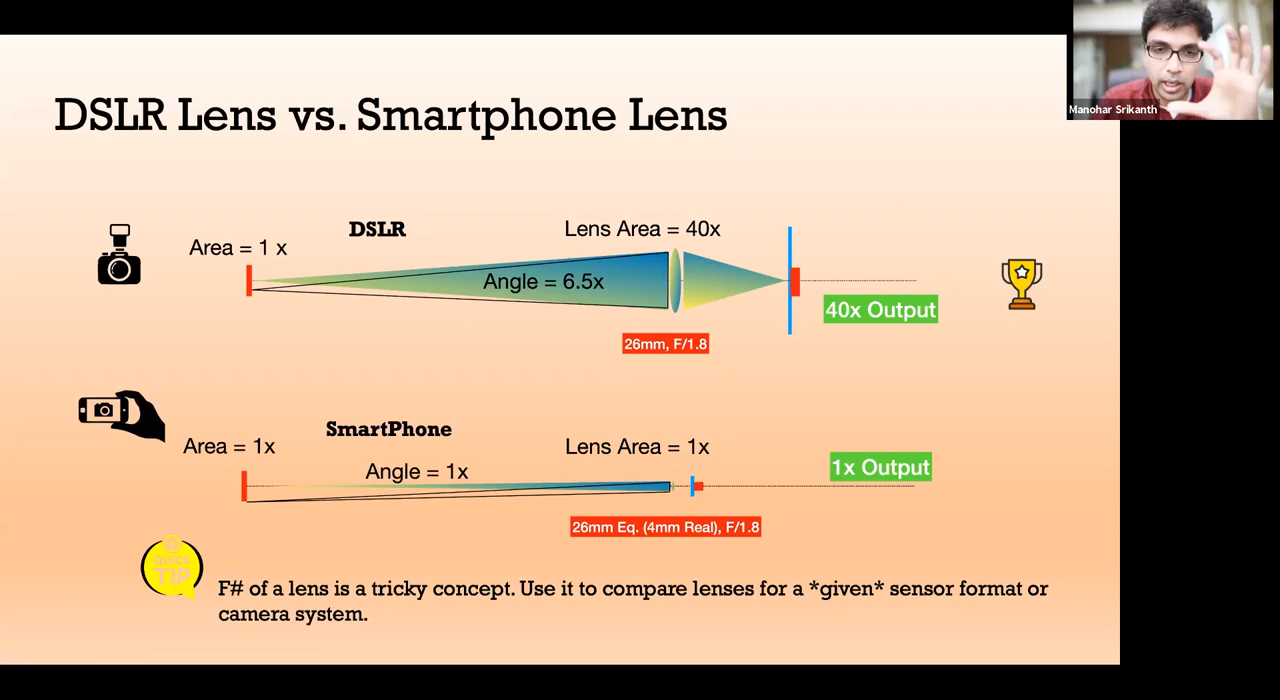 Manohar Srikanth
DSLR Lens vs. Smartphone Lens
DSLR
Lens Area = 40x
Area = 1 x
Angle = 6.5x
40x Output
26mm, F/1.8
SmartPhone
Area = 1x
Lens Area = 1x
Angle = 1x
1x Output
26mm Eq. (4mm Real), F/1.8
QUICK
TIP
F# of a lens is a tricky concept. Use it to compare lenses for a *given* sensor format or
camera system.